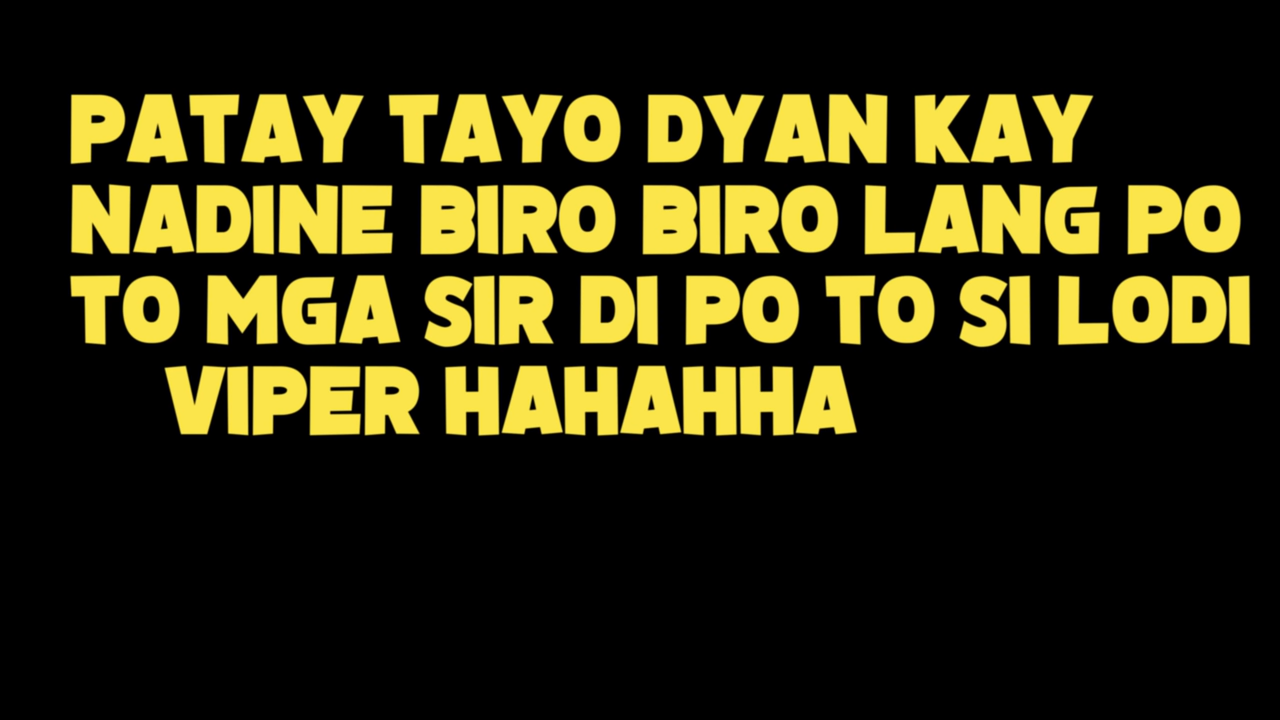 PATAY TAYO DYAN KAY
NADINE BIRO BIRO LANG PO
TO MGA SIR DI PO TO SI LODI
VIPER HAHAHHA